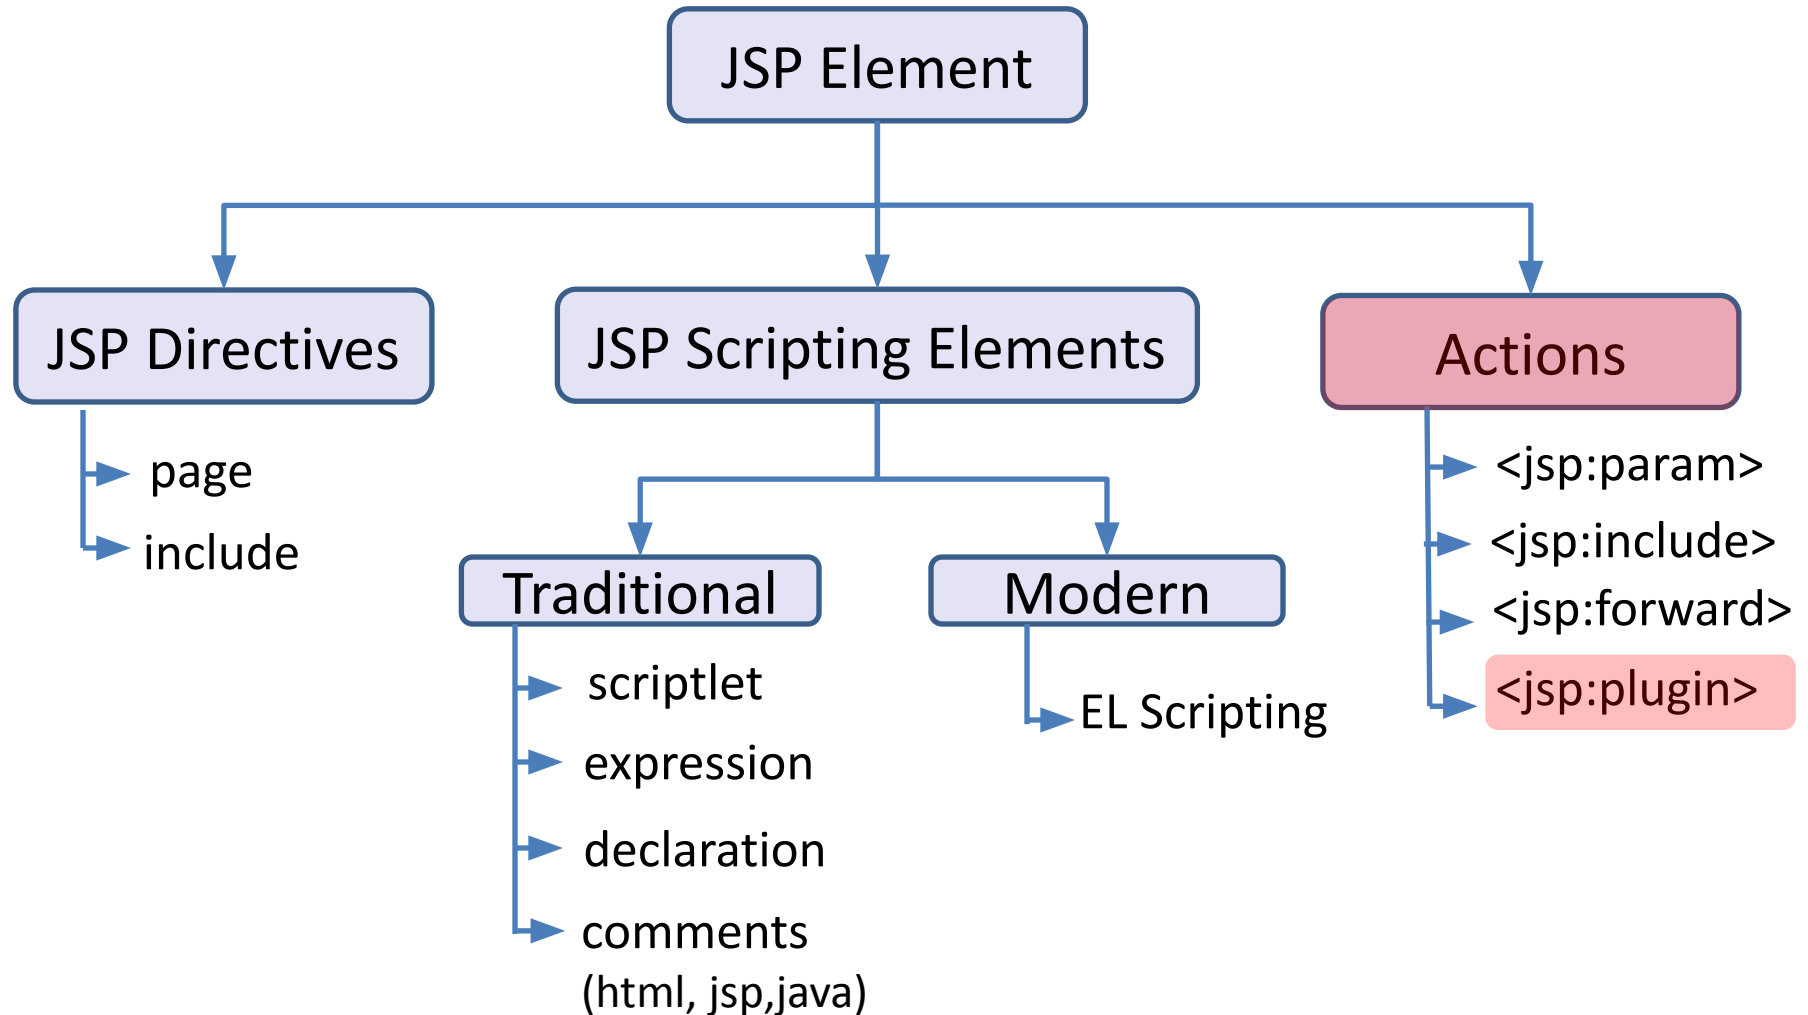 JSP Element
JSP Directives
JSP Scripting Elements
Actions
page
include
Traditional
Modern
scriptlet
expression
declaration
comments
(html, jsp,java)
EL Scripting
<jsp:param>
<jsp:include>
<jsp:forward>
<jsp:plugin>